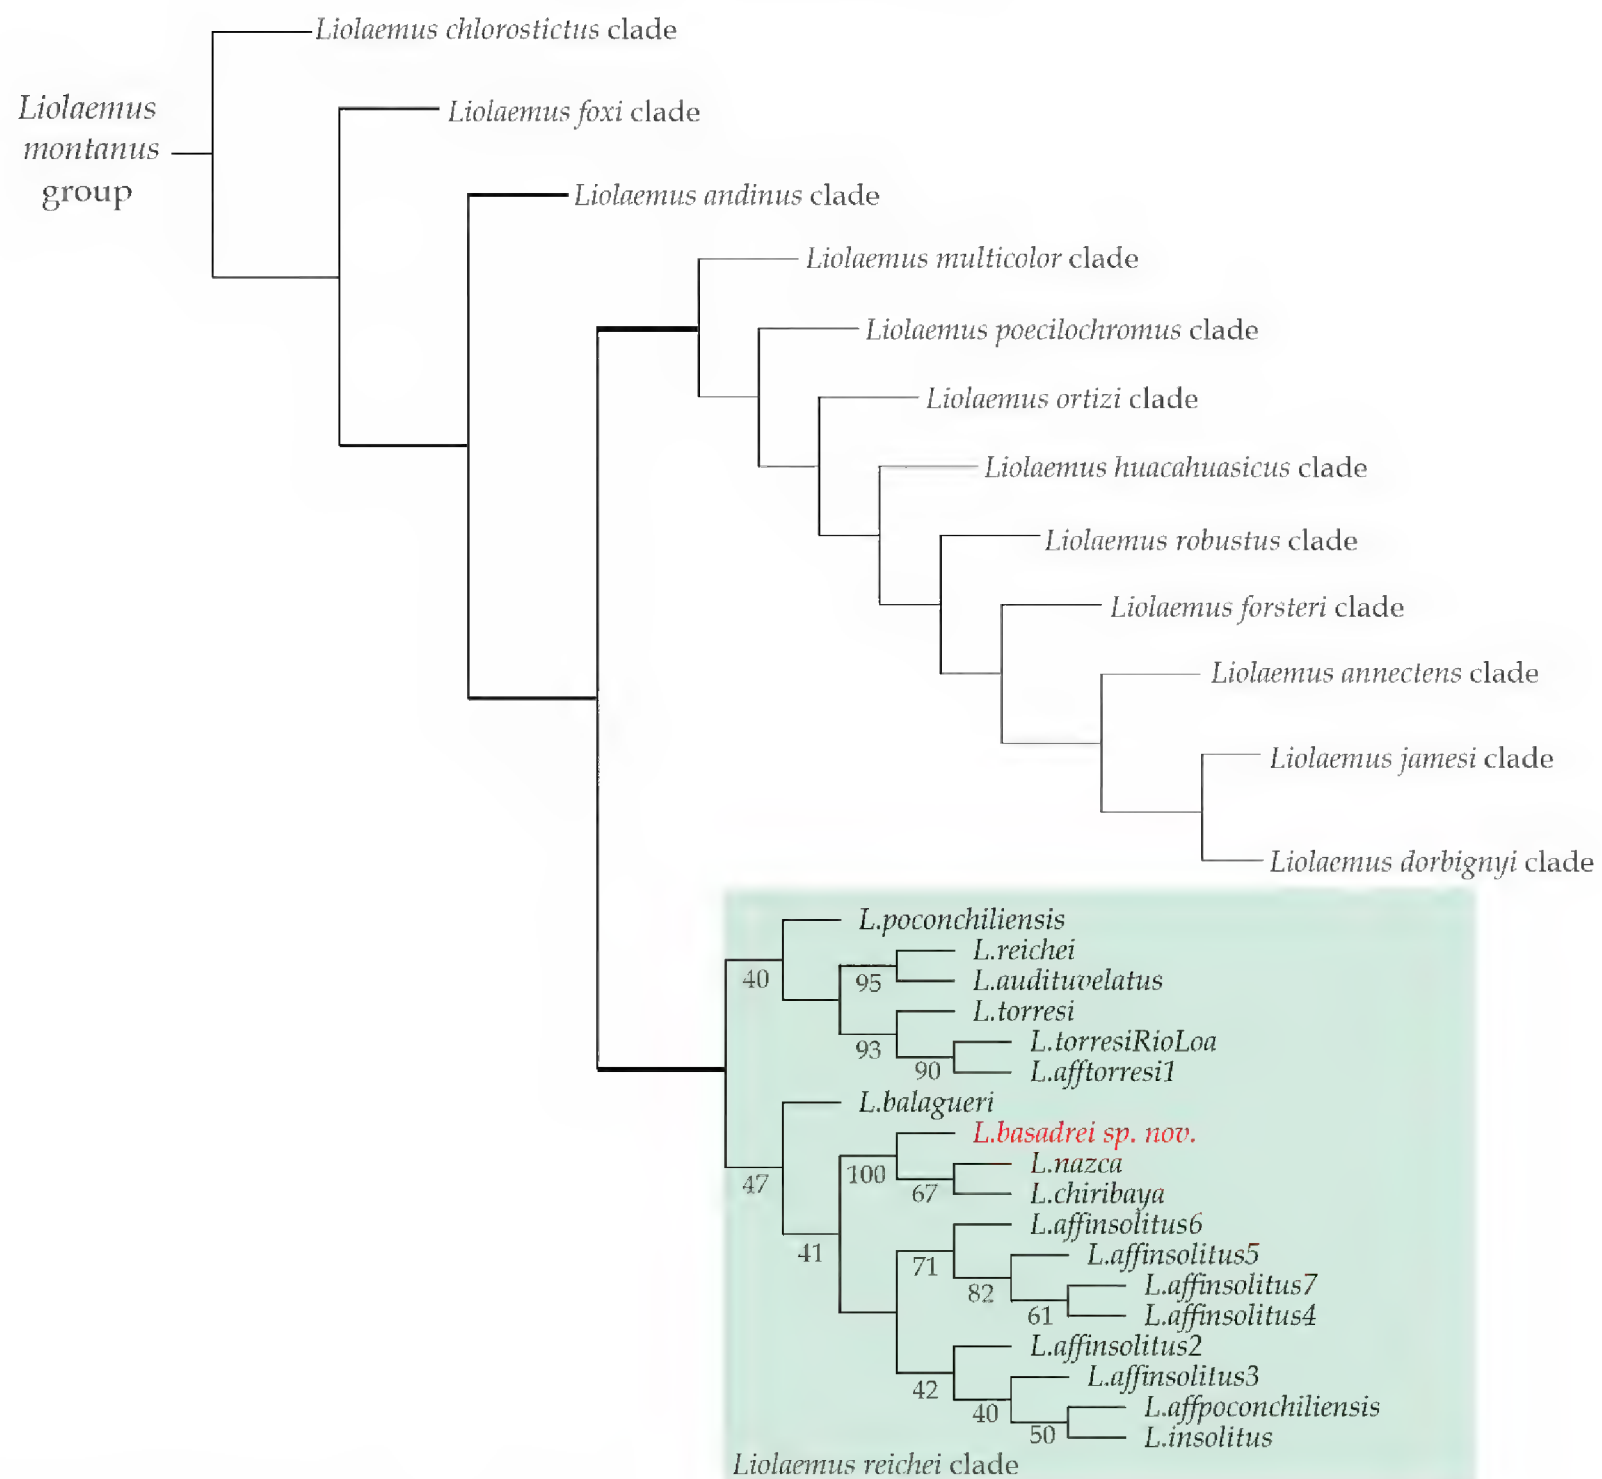 Liolaemus chlorostictus clade
Liolaemus
montanus
group
Liolaemus foxi clade
Liolaemus andinus clade
Liolaemus multicolor clade
Liolaemus poecilochromus clade
Liolaemus ortizi clade
Liolaemus huacahuasicus clade
Liolaemus robustus clade
Liolaemus forsteri clade
Liolaemus annectens clade
Liolaemus jamesi clade
Liolaemus dorbignyi clade
L.poconchiliensis
L.reichei
40
95
L.audituvelatus
L.torresi
L.torresiRioLoa
93
90
L.afftorresi1
L.balagueri
L.basadrei sp. nov.
L.nazca
100
47
67
L.chiribaya
L.affinsolitus6
41
L.affinsolitus5
71
L.affinsolitus7
82
61
L.affinsolitus4
L.affinsolitus2
L.affinsolitus3
42
L.affpoconchiliensis
40
50
L.insolitus
Liolaemus reichei clade